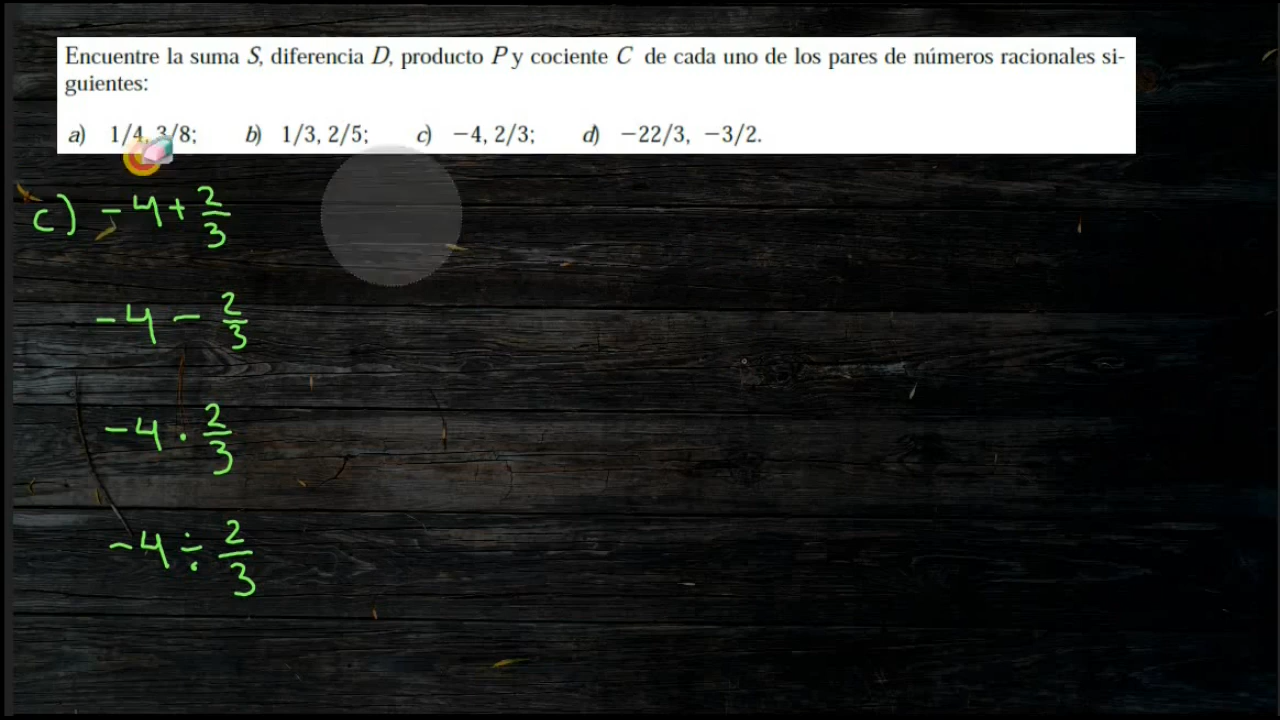 Encuentre la suma S, diferencia D, producto P y cociente C de cada uno de los pares de números racionales si-
guientes:
a) 1/4, 3/8; b) 1/3, 2/5; c) −4, 2/3; d) −22/3, −3/2.
c) -4 + 2/3
-4 - 2/3
-4 · 2/3
-4 ÷ 2/3